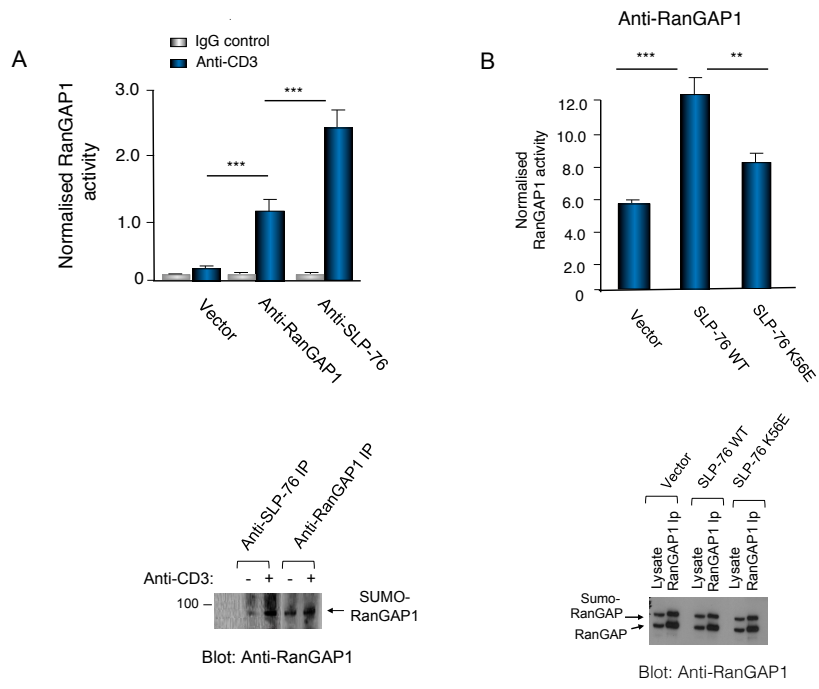 A
IgG control
Anti-CD3
Normalised RanGAP1
activity
3.0
2.0
1.0
0
***
***
Vector
Anti-RanGAP1
Anti-SLP-76
Anti-SLP-76 IP
Anti-RanGAP1 IP
Anti-CD3: - + - +
100
SUMO-
RanGAP1
Blot: Anti-RanGAP1
Anti-RanGAP1
B
*** **
Normalised
RanGAP1 activity
12.0
10.0
8.0
6.0
4.0
2.0
0
Vector
SLP-76 WT
SLP-76 K56E
Vector
SLP-76 WT
SLP-76 K56E
Lysate
RanGAP1 Ip
Lysate
RanGAP1 Ip
Lysate
RanGAP1 Ip
Sumo-
RanGAP
RanGAP
Blot: Anti-RanGAP1